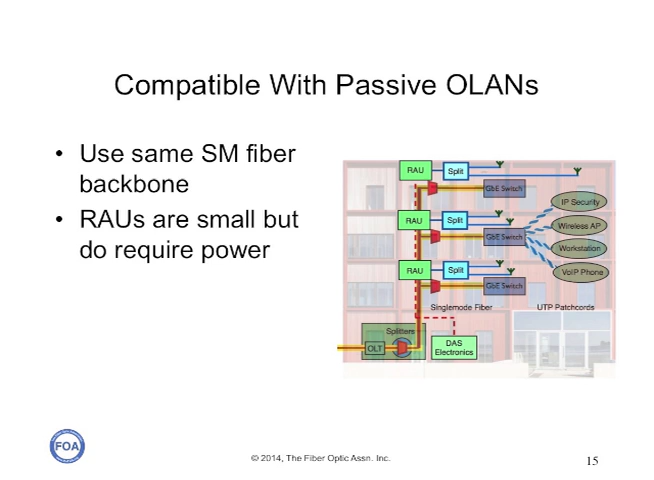 Compatible With Passive OLANs
• Use same SM fiber
backbone
• RAUs are small but
do require power
RAU
Split
GbE Switch
IP Security
RAU
Split
Wireless AP
GbE Switch
Workstation
RAU
Split
VoIP Phone
GbE Switch
Singlemode Fiber
UTP Patchcords
Splitters
OLT
DAS
Electronics
FOA
© 2014, The Fiber Optic Assn. Inc.
15